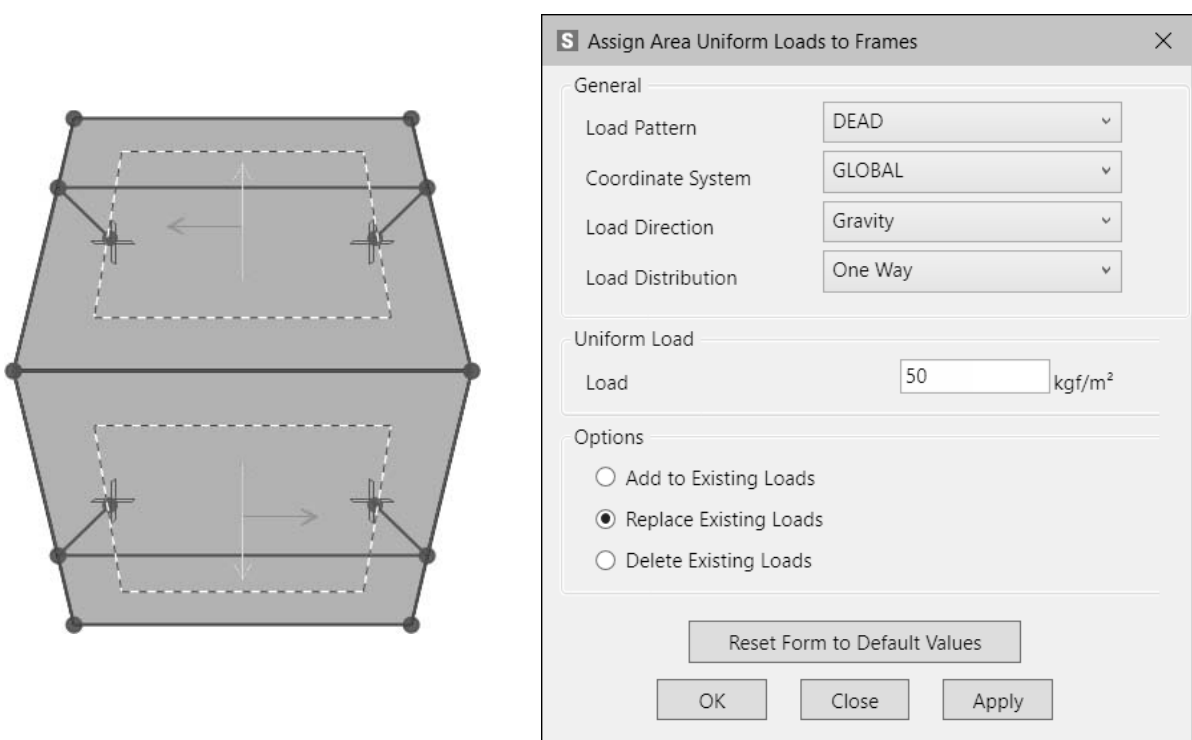 S Assign Area Uniform Loads to Frames
General
Load Pattern DEAD
Coordinate System GLOBAL
Load Direction Gravity
Load Distribution One Way
Uniform Load
Load 50 kgf/m²
Options
Add to Existing Loads
Replace Existing Loads
Delete Existing Loads
Reset Form to Default Values
OK Close Apply